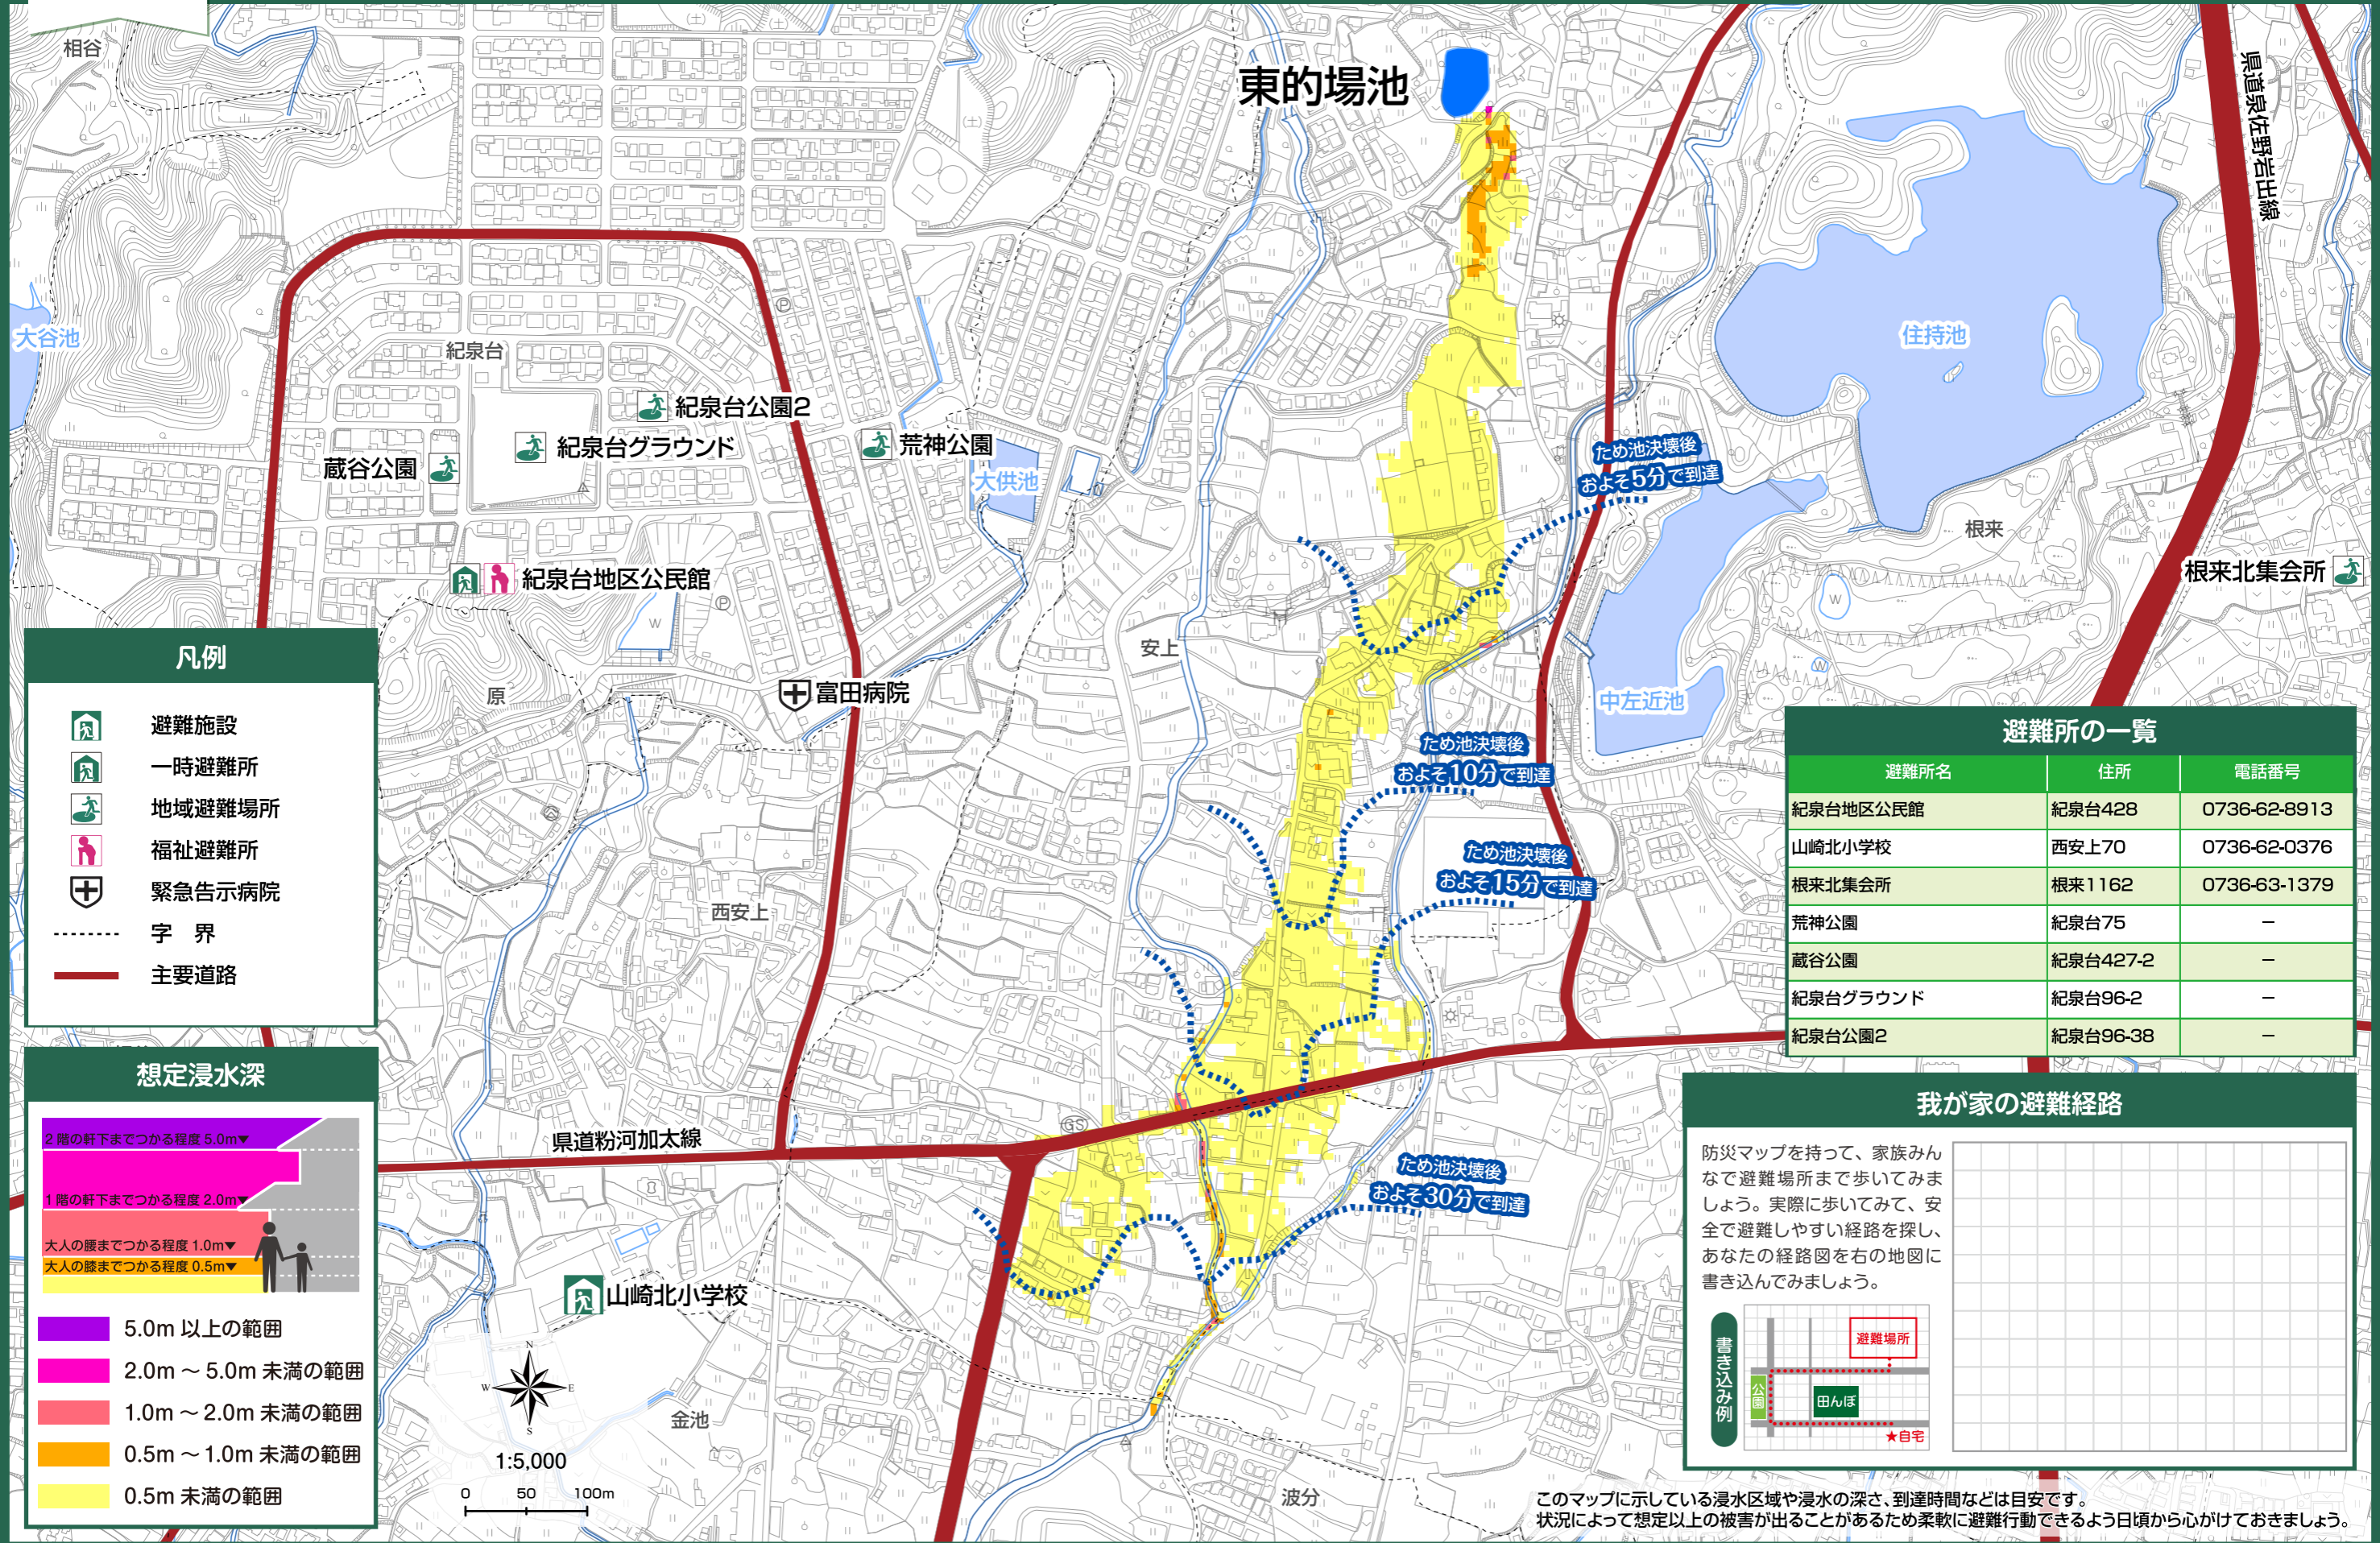 相谷
東的場池
県道泉佐野岩出線
大谷池
紀泉台
住持池
紀泉台公園2
紀泉台グラウンド
荒神公園
蔵谷公園
大供池
ため池決壊後
およそ5分で到達
根来
根来北集会所
紀泉台地区公民館
W
P
P
W
W
安上
原
富田病院
中左近池
ため池決壊後
およそ10分で到達
ため池決壊後
およそ15分で到達
西安上
GS
県道粉河加太線
ため池決壊後
およそ30分で到達
山崎北小学校
金池
波分
凡例
避難施設
一時避難所
地域避難場所
福祉避難所
緊急告示病院
字 界
主要道路
想定浸水深
2階の軒下までつかる程度 5.0m▼
1階の軒下までつかる程度 2.0m▼
大人の腰までつかる程度 1.0m▼
大人の膝までつかる程度 0.5m▼
5.0m 以上の範囲
2.0m ～ 5.0m 未満の範囲
1.0m ～ 2.0m 未満の範囲
0.5m ～ 1.0m 未満の範囲
0.5m 未満の範囲
N
W E
S
1:5,000
0 50 100m
避難所の一覧
避難所名 住所 電話番号
紀泉台地区公民館 紀泉台428 0736-62-8913
山崎北小学校 西安上70 0736-62-0376
根来北集会所 根来1162 0736-63-1379
荒神公園 紀泉台75 －
蔵谷公園 紀泉台427-2 －
紀泉台グラウンド 紀泉台96-2 －
紀泉台公園2 紀泉台96-38 －
我が家の避難経路
防災マップを持って、家族みん
なで避難場所まで歩いてみま
しょう。実際に歩いてみて、安
全で避難しやすい経路を探し、
あなたの経路図を右の地図に
書き込んでみましょう。
書き込み例
避難場所
公園
田んぼ
★自宅
このマップに示している浸水区域や浸水の深さ、到達時間などは目安です。
状況によって想定以上の被害が出ることがあるため柔軟に避難行動できるよう日頃から心がけておきましょう。